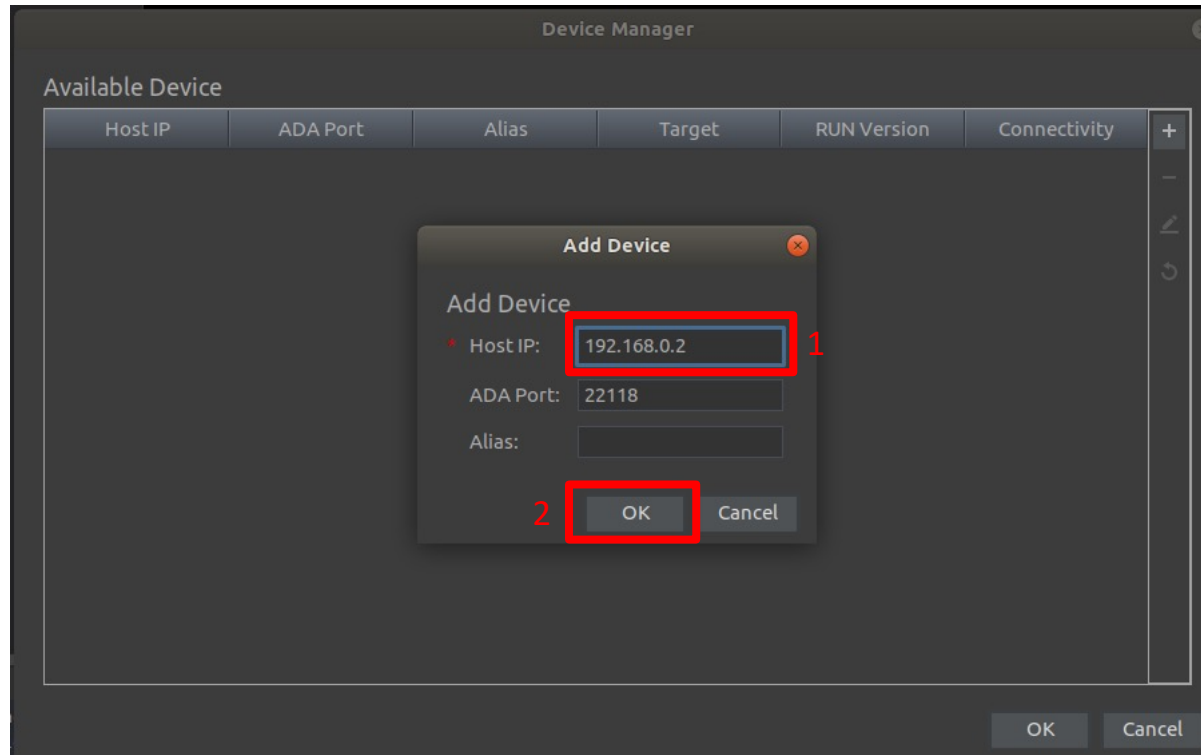 Device Manager
Available Device
Host IP ADA Port Alias Target RUN Version Connectivity +
Add Device
Add Device
* Host IP: 192.168.0.2 1
ADA Port: 22118
Alias:
2 OK Cancel
OK Cancel